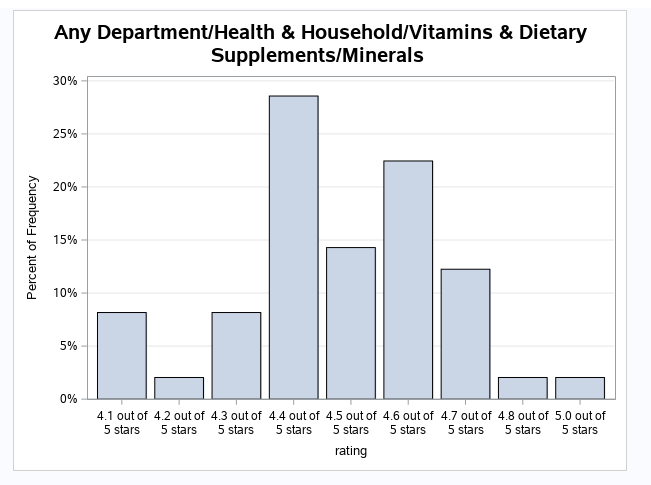 Any Department/Health & Household/Vitamins & Dietary
Supplements/Minerals
30%
25%
20%
15%
10%
5%
0%
Percent of Frequency
4.1 out of 4.2 out of 4.3 out of 4.4 out of 4.5 out of 4.6 out of 4.7 out of 4.8 out of 5.0 out of
5 stars 5 stars 5 stars 5 stars 5 stars 5 stars 5 stars 5 stars 5 stars
rating